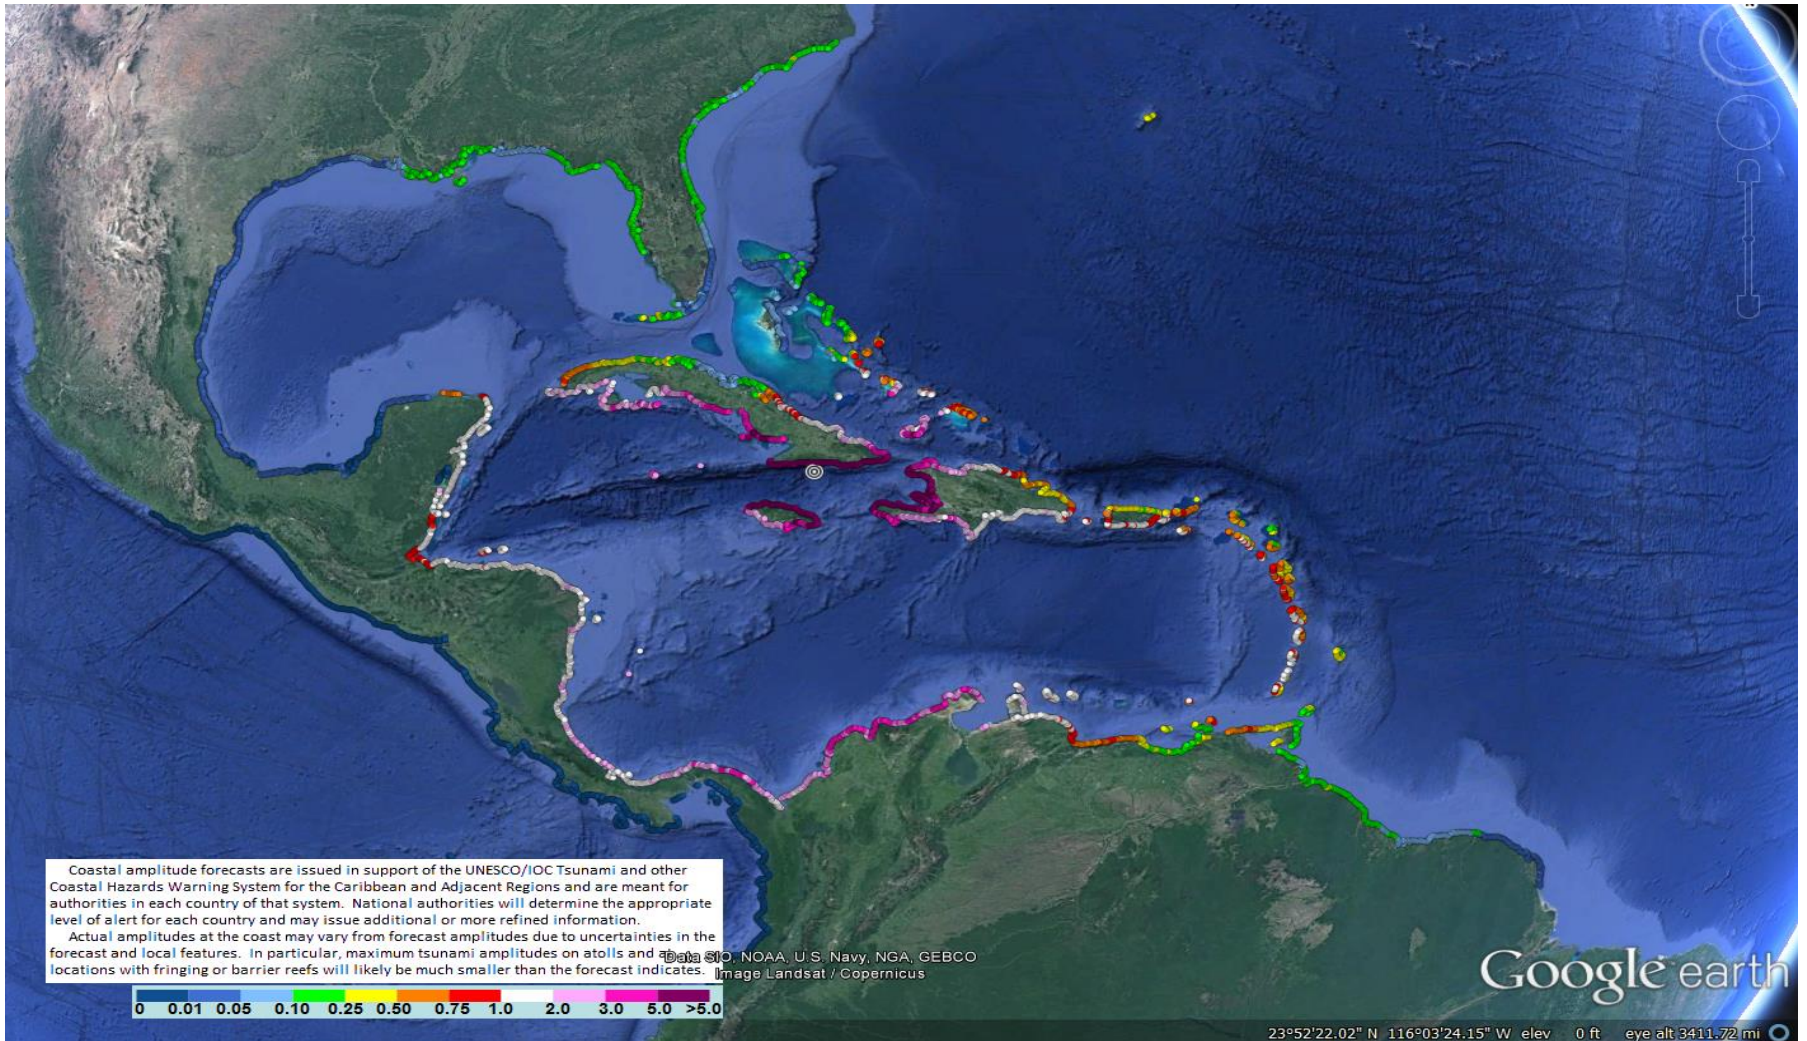 N
Coastal amplitude forecasts are issued in support of the UNESCO/IOC Tsunami and other
Coastal Hazards Warning System for the Caribbean and Adjacent Regions and are meant for
authorities in each country of that system. National authorities will determine the appropriate
level of alert for each country and may issue additional or more refined information.
Actual amplitudes at the coast may vary from forecast amplitudes due to uncertainties in the
forecast and local features. In particular, maximum tsunami amplitudes on atolls and
locations with fringing or barrier reefs will likely be much smaller than the forecast indicates.
Data SIO, NOAA, U.S. Navy, NGA, GEBCO
Image Landsat / Copernicus
Google earth
0 0.01 0.05 0.10 0.25 0.50 0.75 1.0 2.0 3.0 5.0 >5.0
23°52'22.02" N 116°03'24.15" W elev 0 ft eye alt 3411.72 mi